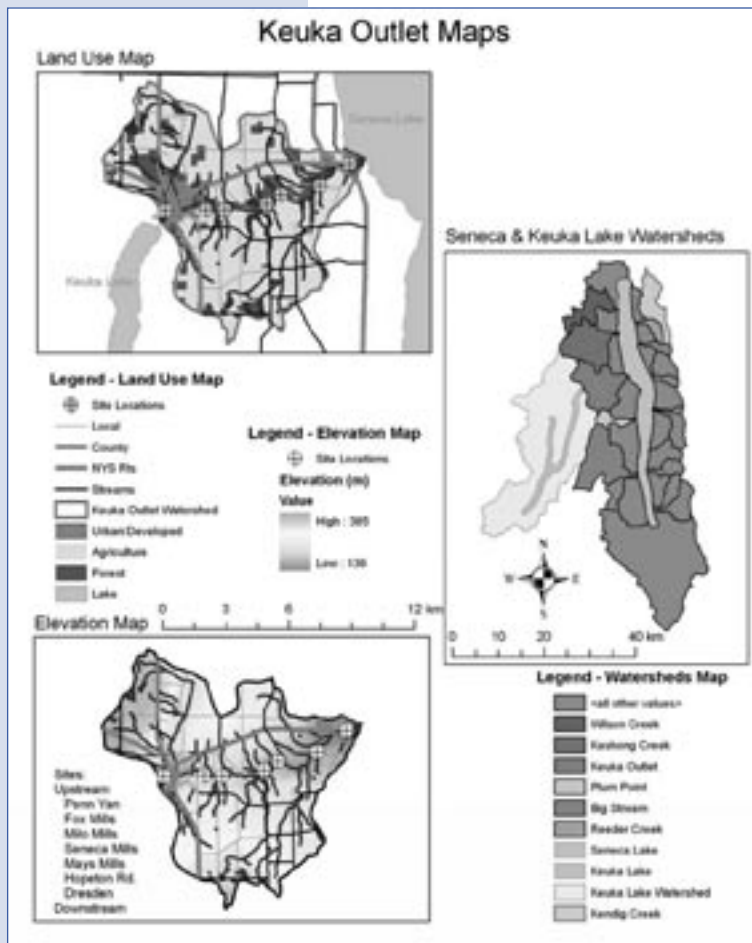 Keuka Outlet Maps
Land Use Map
Seneca Lake
Keuka Lake
Legend - Land Use Map
Site Locations
Local
County
NYS Rts
Streams
Keuka Outlet Watershed
Urban/Developed
Agriculture
Forest
Lake
Legend - Elevation Map
Site Locations
Elevation (m)
Value
High : 385
Low : 130
0 3 6 12 km
Elevation Map
Sites:
Upstream
Penn Yan
Fox Mills
Milo Mills
Seneca Mills
Mays Mills
Hopeton Rd.
Dresden
Downstream
Seneca & Keuka Lake Watersheds
N
W E
S
0 10 20 40 km
Legend - Watersheds Map
<all other values>
Wilson Creek
Kashong Creek
Keuka Outlet
Plum Point
Big Stream
Reeder Creek
Seneca Lake
Keuka Lake
Keuka Lake Watershed
Kendig Creek